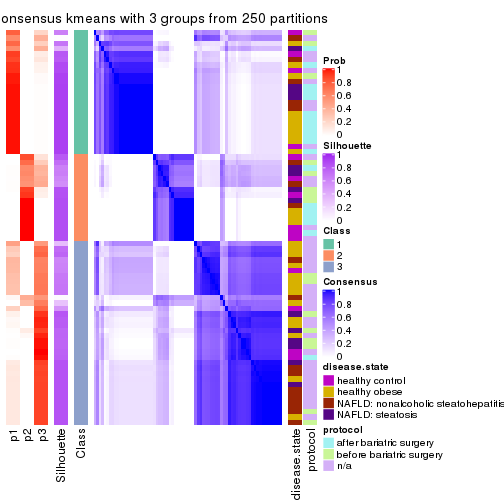 onsensus kmeans with 3 groups from 250 partitions
Prob
1
0.8
0.6
0.4
0.2
0
Silhouette
1
0.8
0.6
0.4
0.2
0
Class
1
2
3
Consensus
1
0.8
0.6
0.4
0.2
0
disease.state
healthy control
healthy obese
NAFLD: nonalcoholic steatohepatitis
NAFLD: steatosis
protocol
after bariatric surgery
before bariatric surgery
n/a
p1
p2
p3
Silhouette
Class
disease.state
protocol